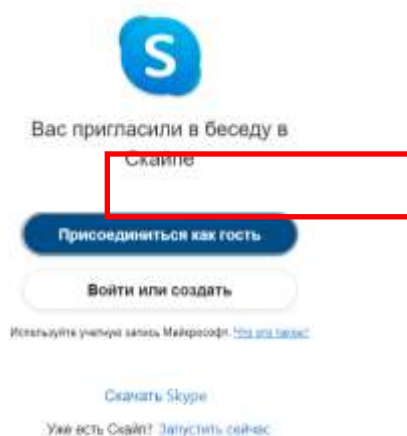 S
Вас пригласили в беседу в
Скайпе
Присоединиться как гость
Войти или создать
Используйте учетную запись Майкрософт. Что это такое?
Скачать Skype
Уже есть Скайп? Запустить сейчас